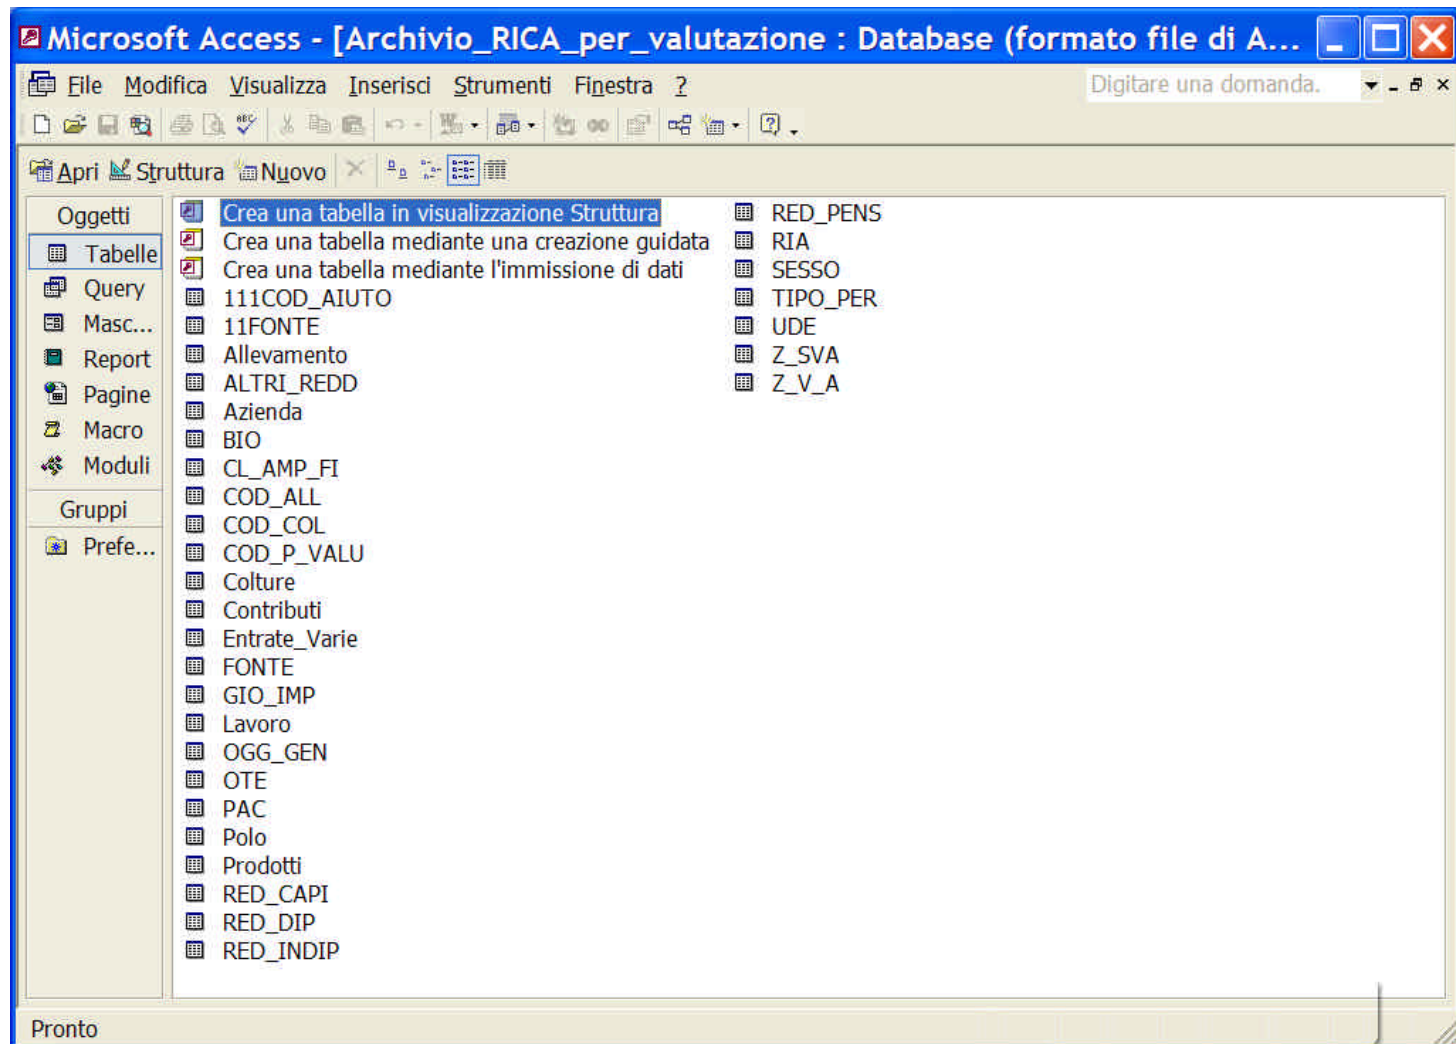 Microsoft Access - [Archivio_RICA_per_valutazione : Database (formato file di A...
File Modifica Visualizza Inserisci Strumenti Finestra ?
Digitare una domanda.
Apri Struttura Nuovo
Oggetti
Tabelle
Query
Masc...
Report
Pagine
Macro
Moduli
Gruppi
Prefe...
Crea una tabella in visualizzazione Struttura
Crea una tabella mediante una creazione guidata
Crea una tabella mediante l'immissione di dati
111COD_AIUTO
11FONTE
Allevamento
ALTRI_REDD
Azienda
BIO
CL_AMP_FI
COD_ALL
COD_COL
COD_P_VALU
Colture
Contributi
Entrate_Varie
FONTE
GIO_IMP
Lavoro
OGG_GEN
OTE
PAC
Polo
Prodotti
RED_CAPI
RED_DIP
RED_INDIP
RED_PENS
RIA
SESSO
TIPO_PER
UDE
Z_SVA
Z_V_A
Pronto